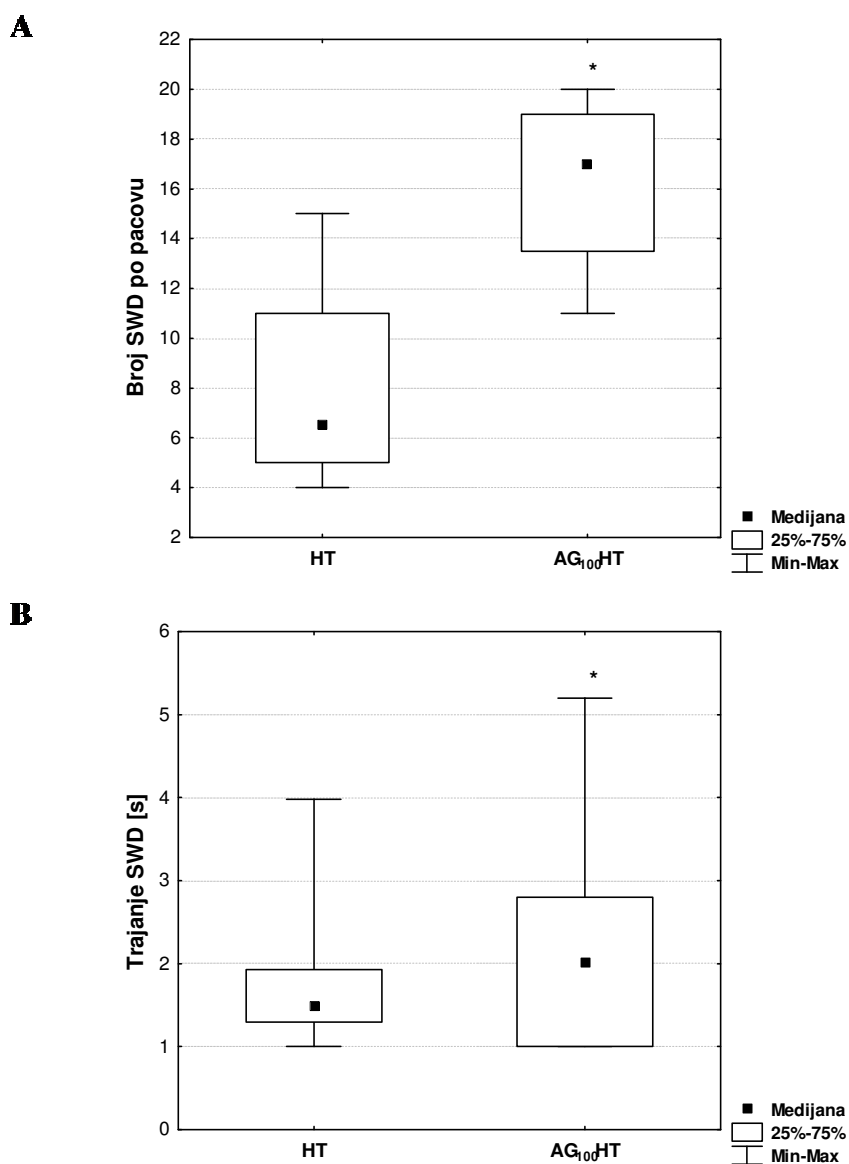 A
22
20
18
16
14
12
10
8
6
4
2
Broj SWD po pacovu
*
HT
AG₁₀₀HT
Medijana
25%-75%
Min-Max
B
6
5
4
3
2
1
0
Trajanje SWD [s]
*
HT
AG₁₀₀HT
Medijana
25%-75%
Min-Max